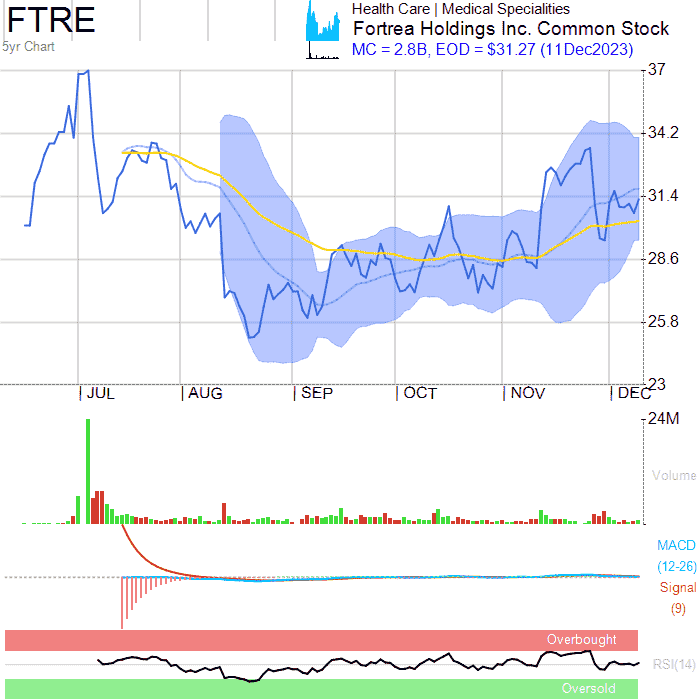 FTRE
5yr Chart
Health Care | Medical Specialities
Fortrea Holdings Inc. Common Stock
MC = 2.8B, EOD = $31.27 (11Dec2023)
37
34.2
31.4
28.6
25.8
23
JUL AUG SEP OCT NOV DEC
24M
Volume
MACD
(12-26)
Signal
(9)
Overbought
RSI(14)
Oversold